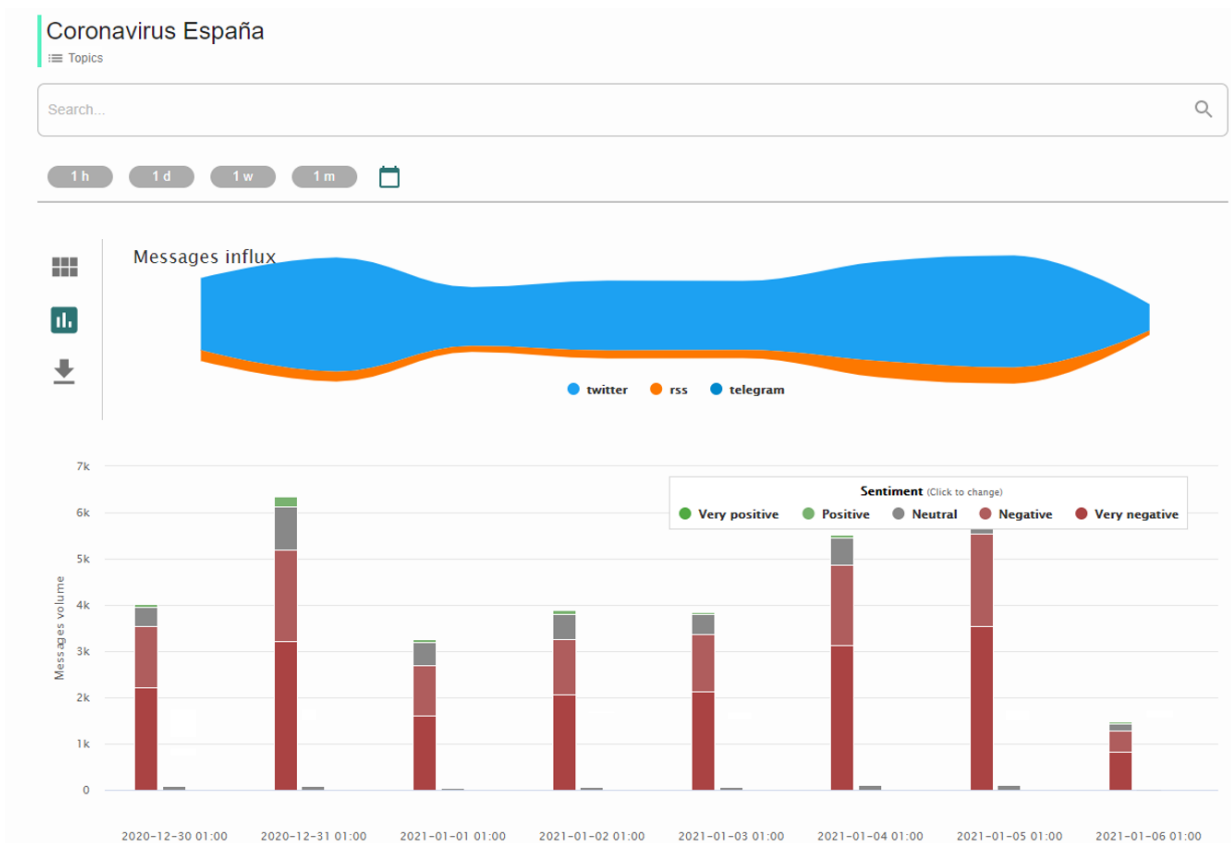 Coronavirus España
Topics
Search...
1 h 1 d 1 w 1 m
Messages influx
twitter rss telegram
7k
Sentiment (Click to change)
Very positive Positive Neutral Negative Very negative
6k
5k
4k
3k
2k
1k
0
Messages volume
2020-12-30 01:00 2020-12-31 01:00 2021-01-01 01:00 2021-01-02 01:00 2021-01-03 01:00 2021-01-04 01:00 2021-01-05 01:00 2021-01-06 01:00